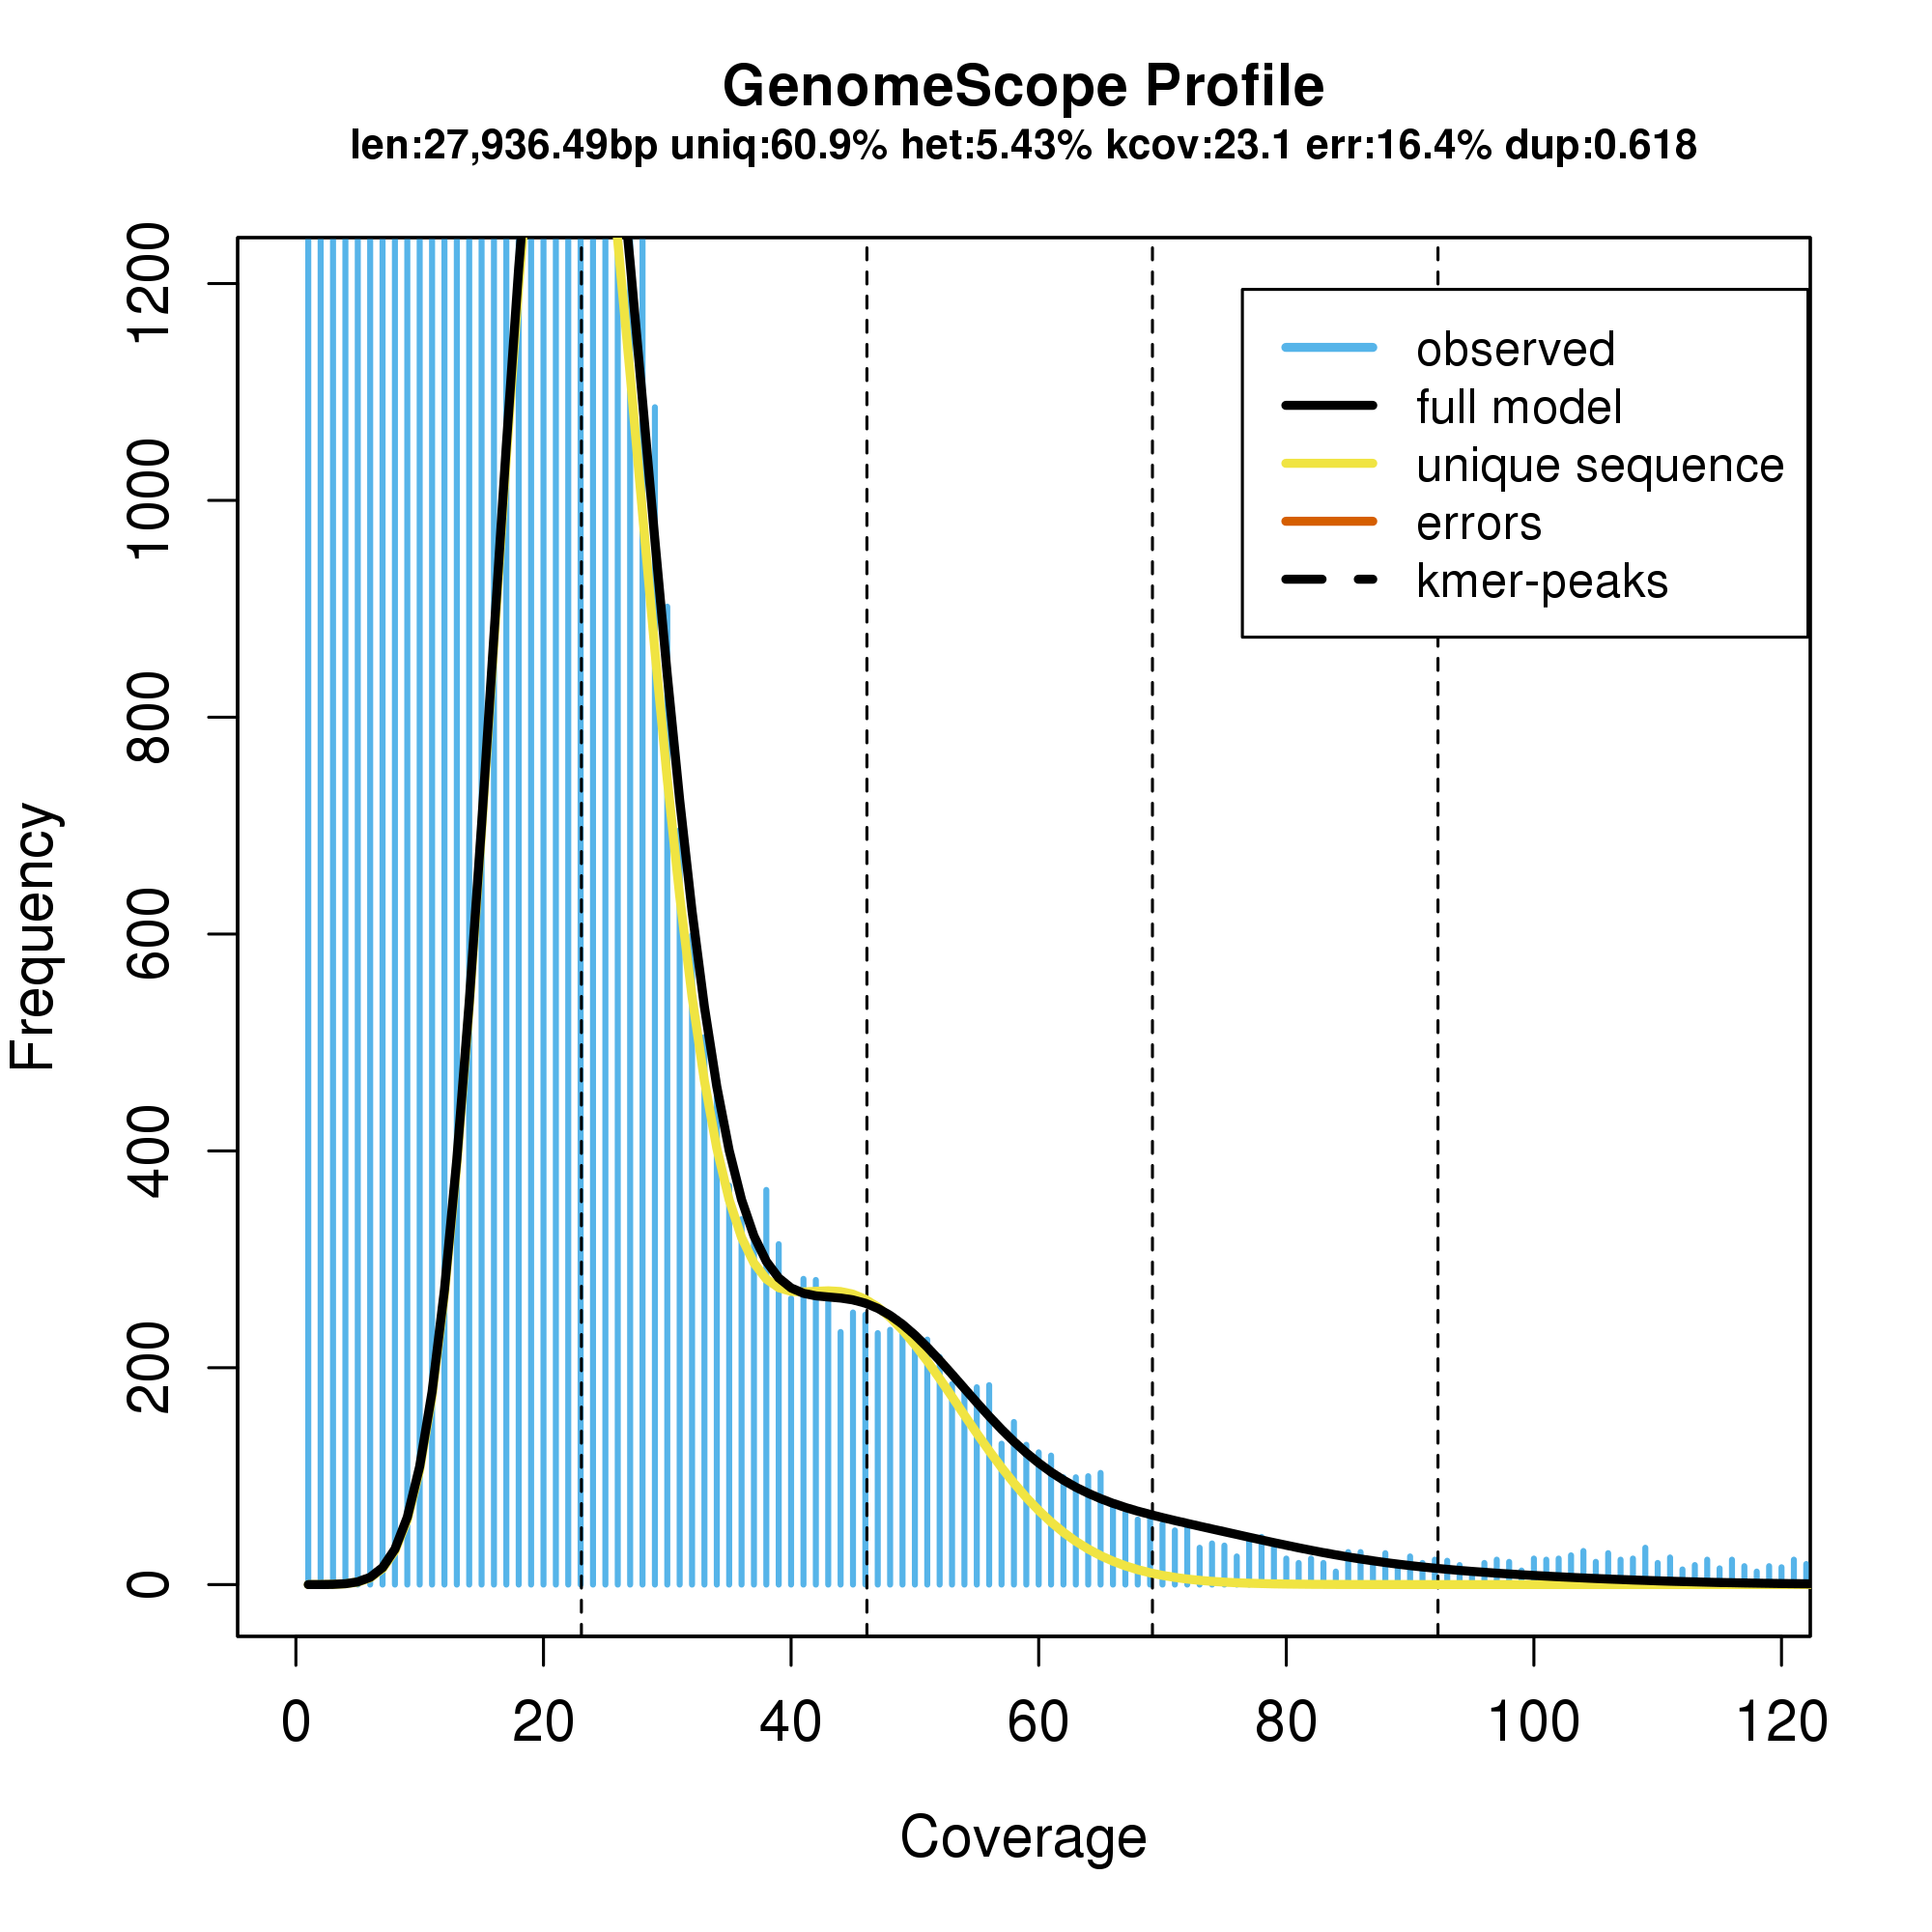 GenomeScope Profile
len:27,936.49bp uniq:60.9% het:5.43% kcov:23.1 err:16.4% dup:0.618
1200
1000
800
600
400
200
0
Frequency
observed
full model
unique sequence
errors
kmer-peaks
0 20 40 60 80 100 120
Coverage